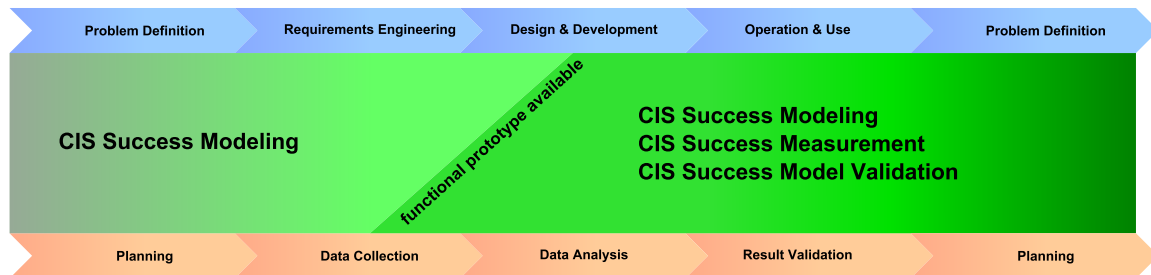 Problem Definition
Requirements Engineering
Design & Development
Operation & Use
Problem Definition
CIS Success Modeling
functional prototype available
CIS Success Modeling
CIS Success Measurement
CIS Success Model Validation
Planning
Data Collection
Data Analysis
Result Validation
Planning